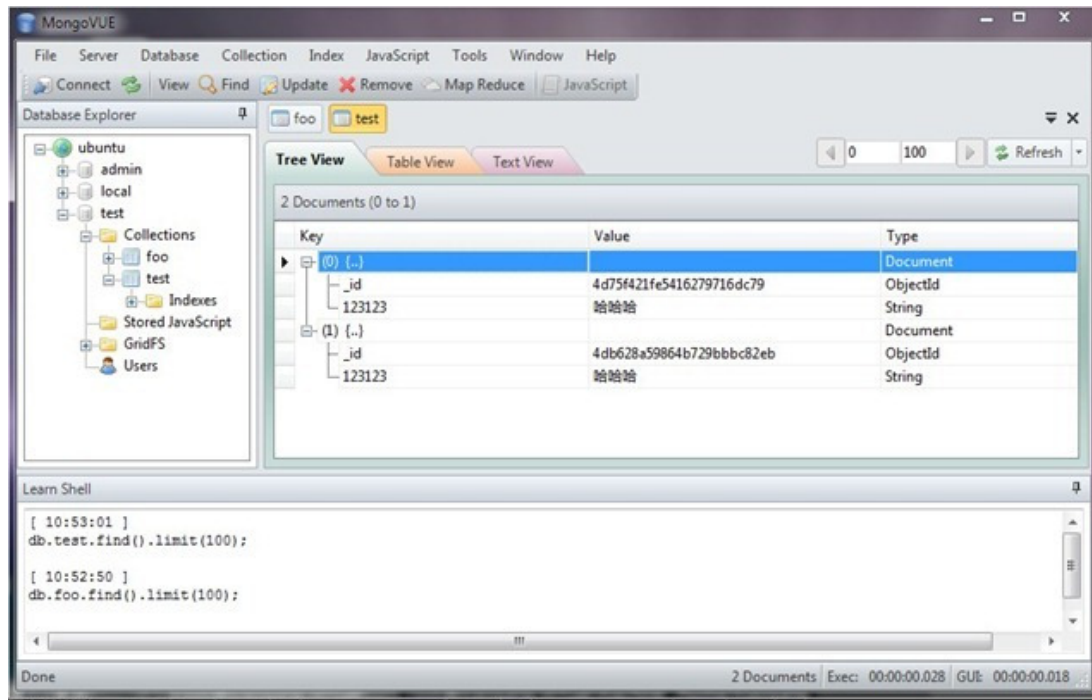 MongoVUE
File Server Database Collection Index JavaScript Tools Window Help
Connect View Find Update Remove Map Reduce JavaScript
Database Explorer
ubuntu
admin
local
test
Collections
foo
test
Indexes
Stored JavaScript
GridFS
Users
foo test
Tree View Table View Text View 0 100 Refresh
2 Documents (0 to 1)
Key Value Type
(0) {..} Document
_id 4d75f421fe5416279716dc79 ObjectId
123123 哈哈哈 String
(1) {..} Document
_id 4db628a59864b729bbbc82eb ObjectId
123123 哈哈哈 String
Learn Shell
[ 10:53:01 ]
db.test.find().limit(100);
[ 10:52:50 ]
db.foo.find().limit(100);
Done 2 Documents Exec: 00:00:00.028 GUI: 00:00:00.018